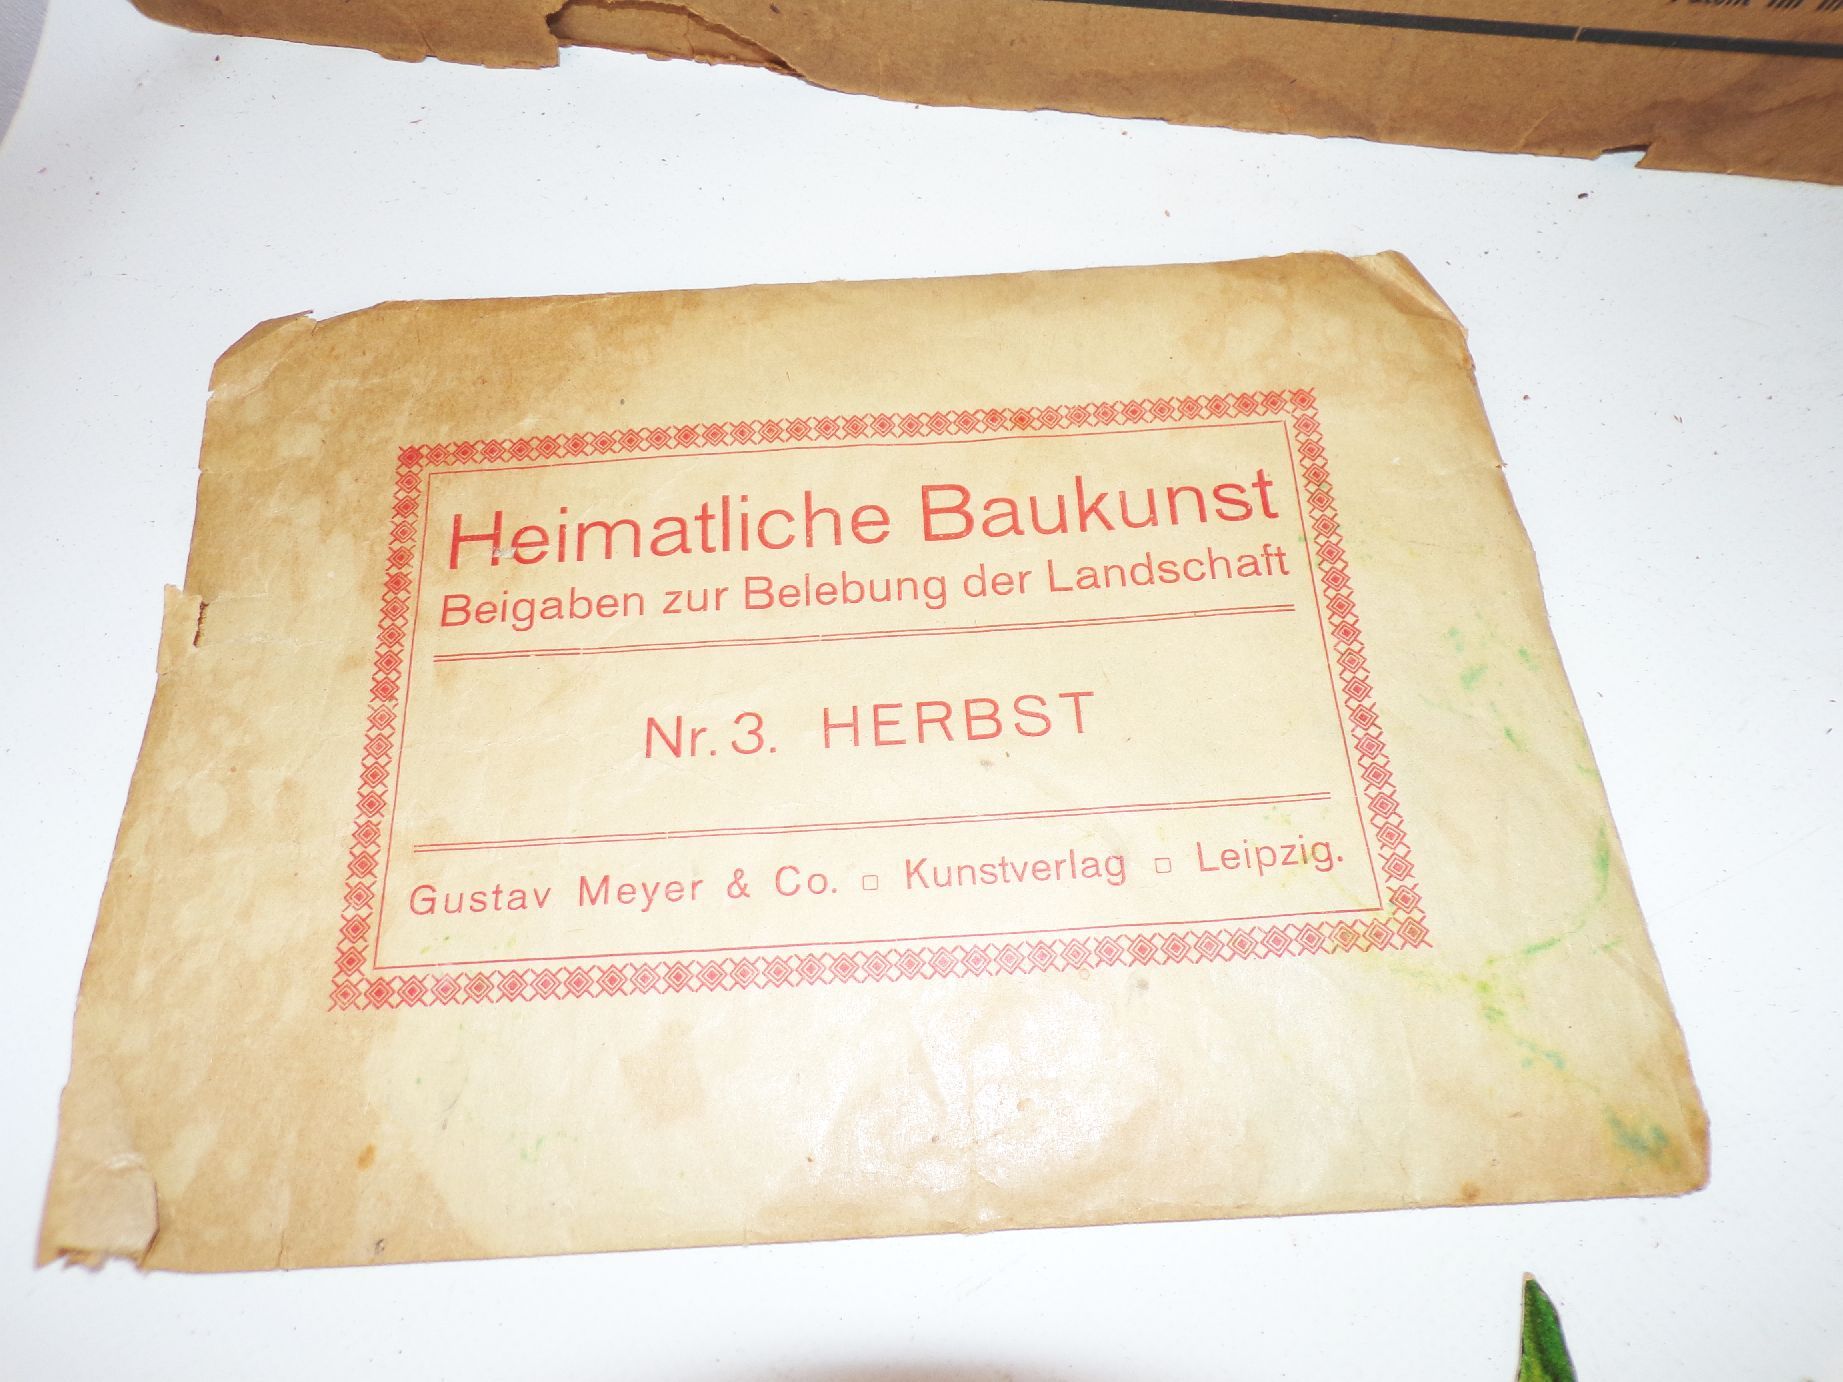 Heimatliche Baukunst
Beigaben zur Belebung der Landschaft
Nr. 3. HERBST
Gustav Meyer & Co. □ Kunstverlag □ Leipzig.